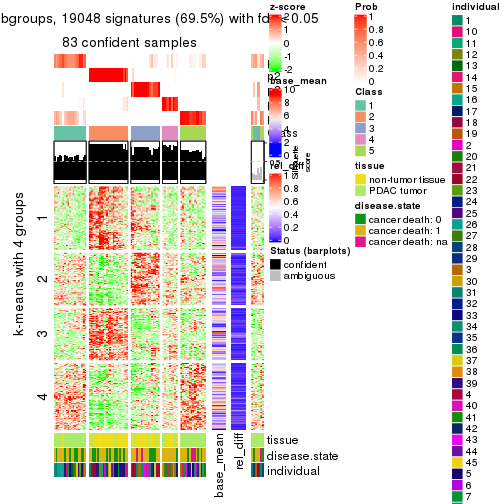 bgroups, 19048 signatures (69.5%) with fdr < 0.05
83 confident samples
k-means with 4 groups
1
2
3
4
base_mean
rel_diff
tissue
disease.state
individual
z-score
2
1
0
-1
-2
base_mean
10
8
6
4
2
0
rel_diff
1
0.8
0.6
0.4
0.2
0
Silhouette
score
Status (barplots)
confident
ambiguous
Prob
1
0.8
0.6
0.4
0.2
0
Class
1
2
3
4
5
tissue
non-tumor tissue
PDAC tumor
disease.state
cancer death: 0
cancer death: 1
cancer death: na
individual
1
10
11
12
13
14
15
16
17
18
19
2
20
21
22
23
24
25
26
27
28
29
3
30
31
32
33
34
35
36
37
38
39
4
40
41
42
43
44
45
5
6
7